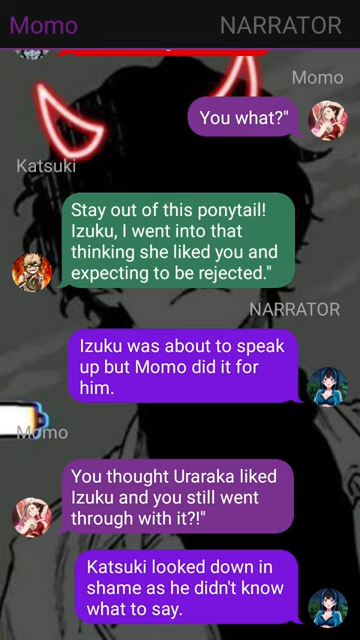 Momo NARRATOR
Momo
You what?"
Katsuki
Stay out of this ponytail!
Izuku, I went into that
thinking she liked you and
expecting to be rejected."
NARRATOR
Izuku was about to speak
up but Momo did it for
him.
Momo
You thought Uraraka liked
Izuku and you still went
through with it?!"
Katsuki looked down in
shame as he didn't know
what to say.